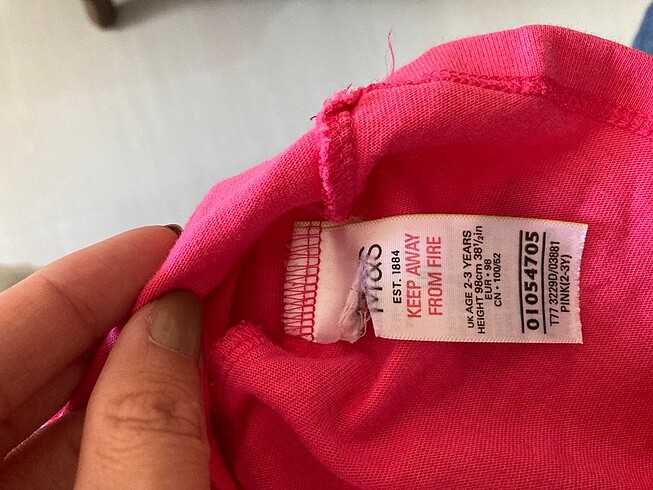 M&S
EST. 1884
KEEP AWAY
FROM FIRE
UK AGE 2-3 YEARS
HEIGHT 98cm 38½in
EUR • 98
CN • 100/52
01054705
T77 3229D/03881
PINK(2-3Y)